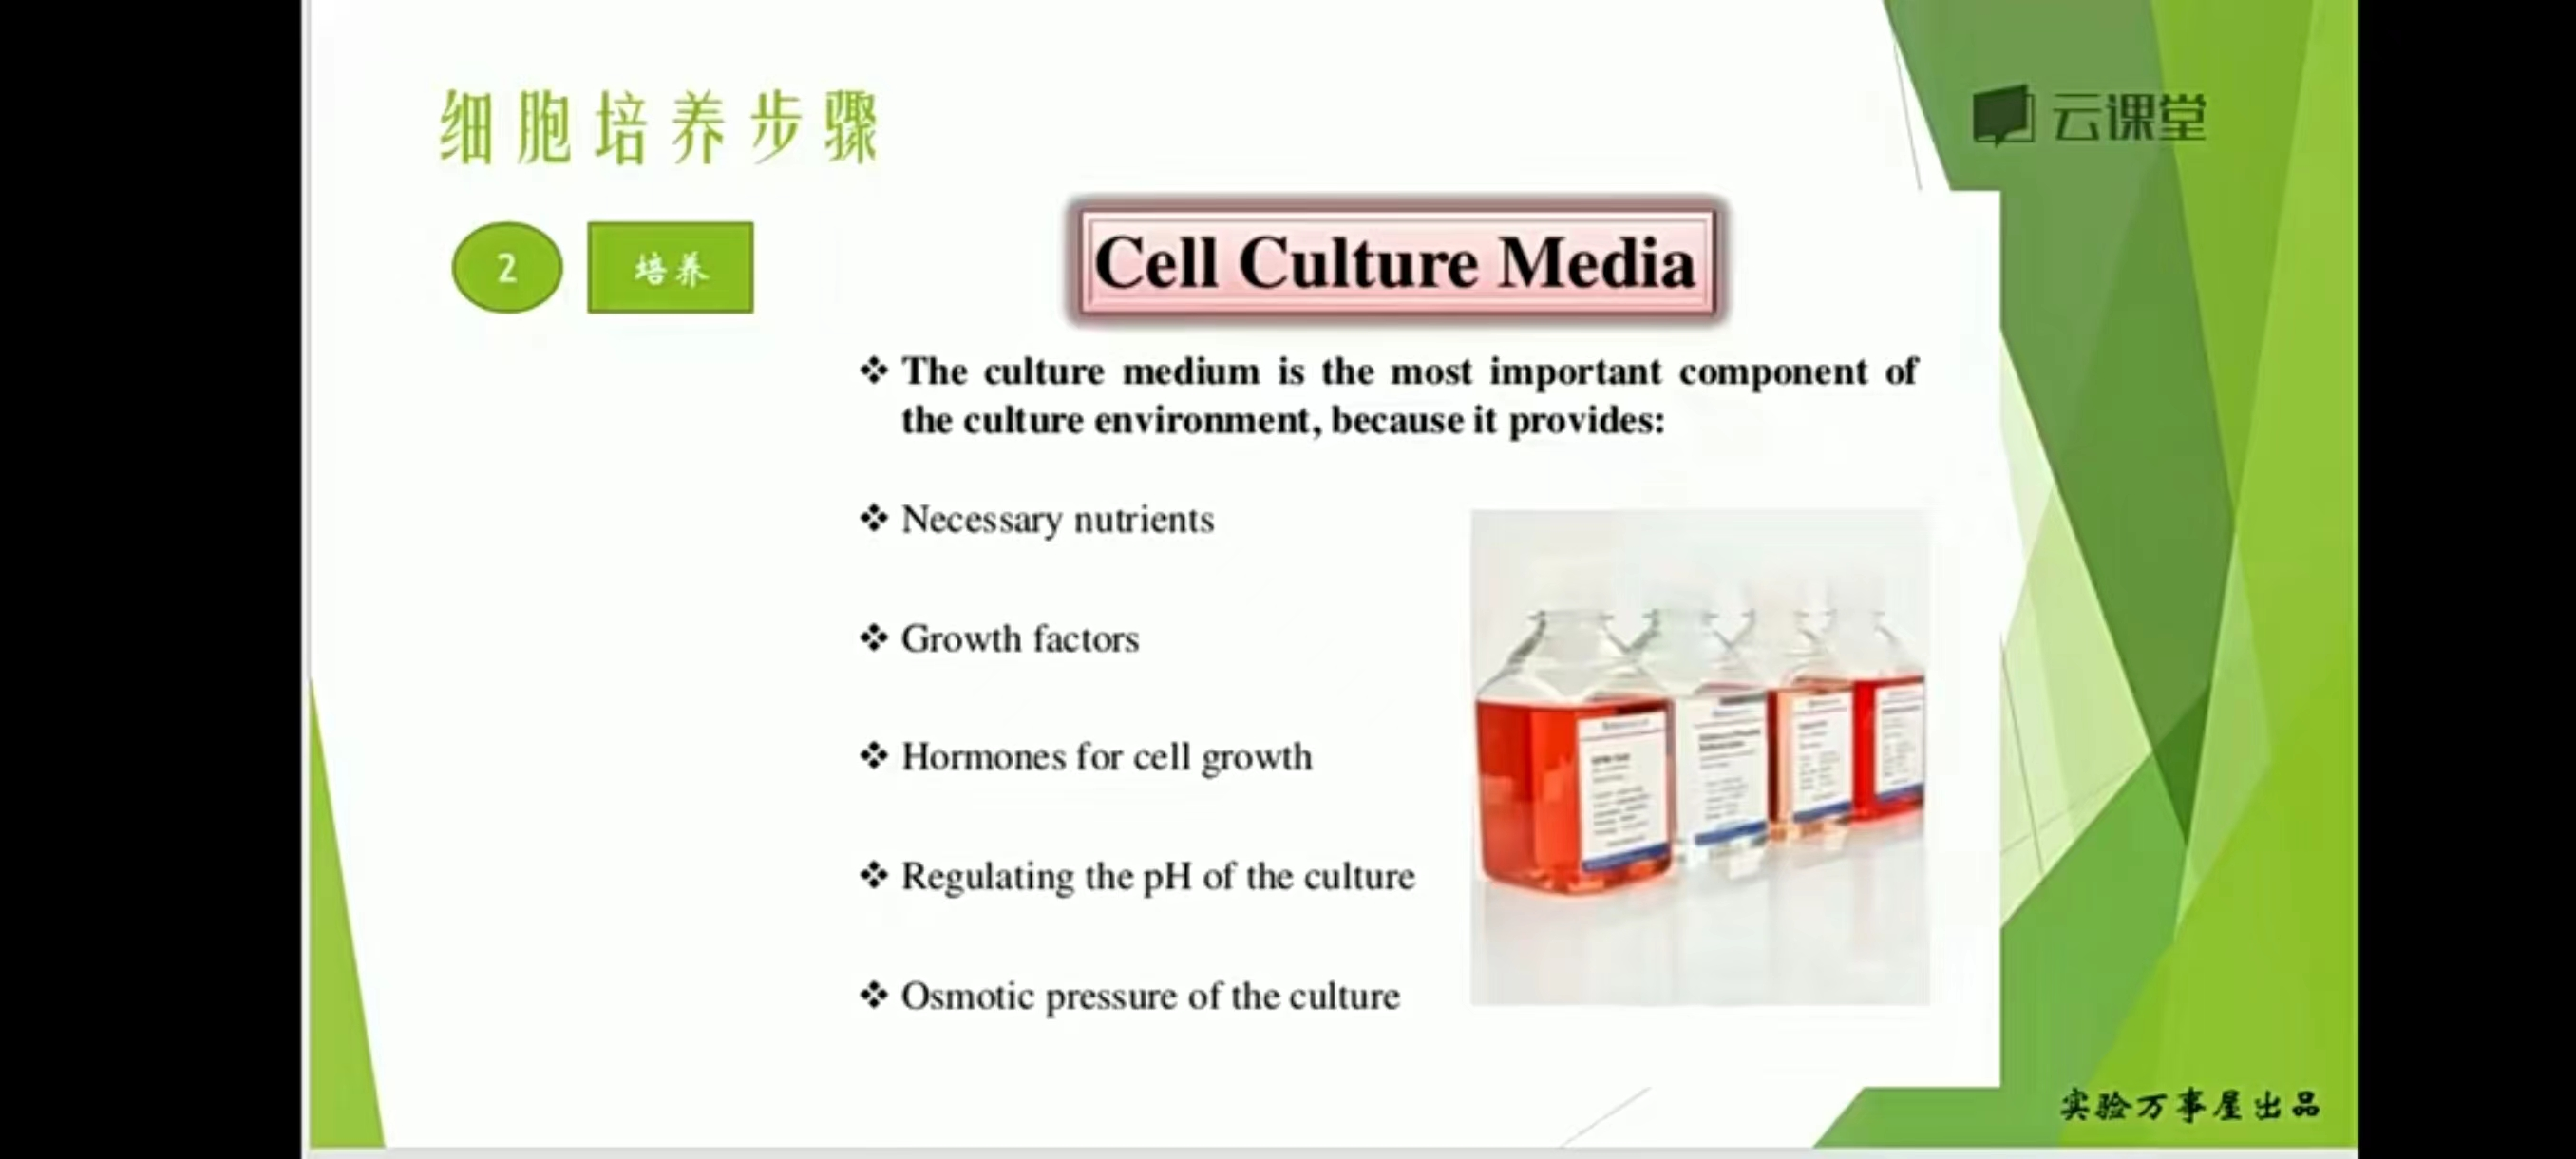 细胞培养步骤
云课堂
2
培养
Cell Culture Media
❖ The culture medium is the most important component of
the culture environment, because it provides:
❖ Necessary nutrients
❖ Growth factors
❖ Hormones for cell growth
❖ Regulating the pH of the culture
❖ Osmotic pressure of the culture
实验万事屋出品